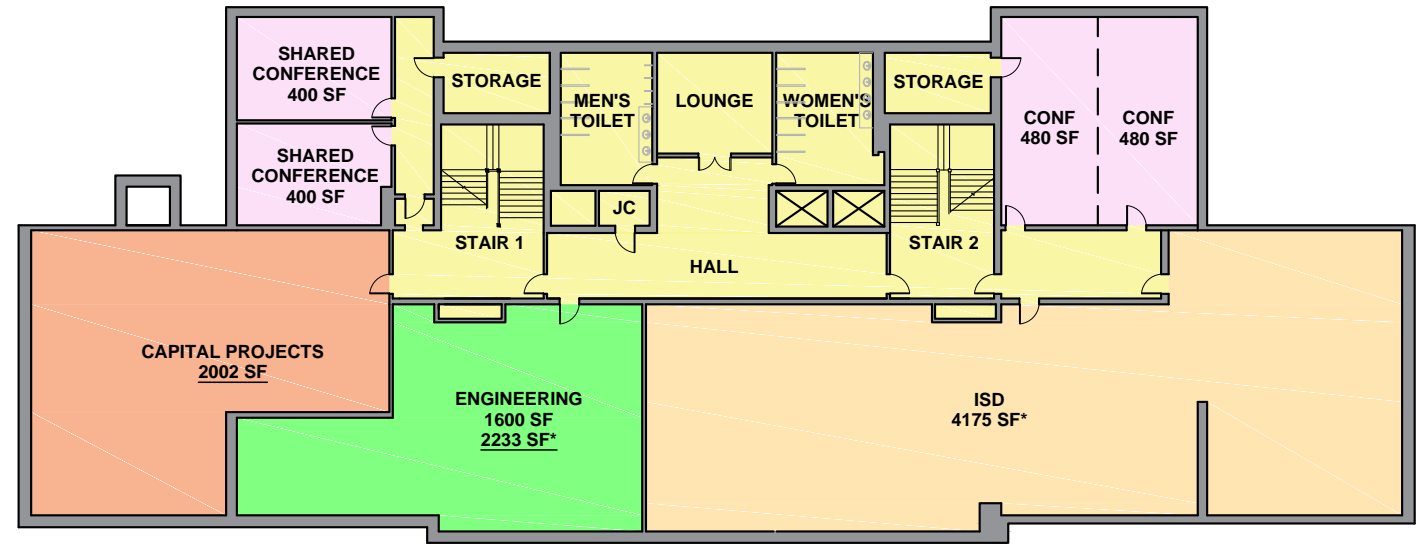 SHARED
CONFERENCE
400 SF
STORAGE
MEN'S
TOILET
LOUNGE
WOMEN'S
TOILET
STORAGE
CONF
480 SF
CONF
480 SF
SHARED
CONFERENCE
400 SF
JC
STAIR 1
HALL
STAIR 2
CAPITAL PROJECTS
2002 SF
ENGINEERING
1600 SF
2233 SF*
ISD
4175 SF*